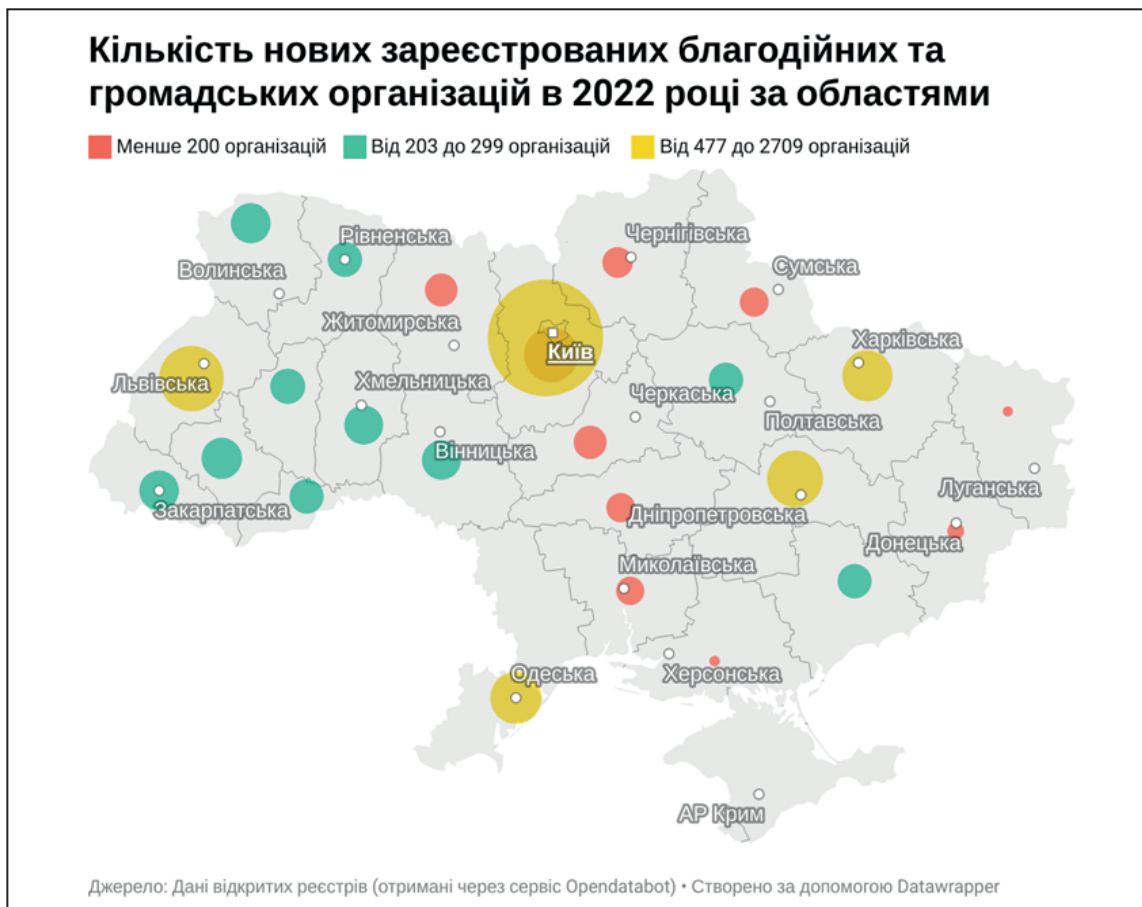 Кількість нових зареєстрованих благодійних та
громадських організацій в 2022 році за областями
Менше 200 організацій Від 203 до 299 організацій Від 477 до 2709 організацій
Чернігівська
Рівненська
Сумська
Волинська
Житомирська
Харківська
Київ
Львівська
Хмельницька
Черкаська
Полтавська
Вінницька
Луганська
Закарпатська
Дніпропетровська
Донецька
Миколаївська
Одеська
Херсонська
АР Крим
Джерело: Дані відкритих реєстрів (отримані через сервіс Opendatabot) • Створено за допомогою Datawrapper